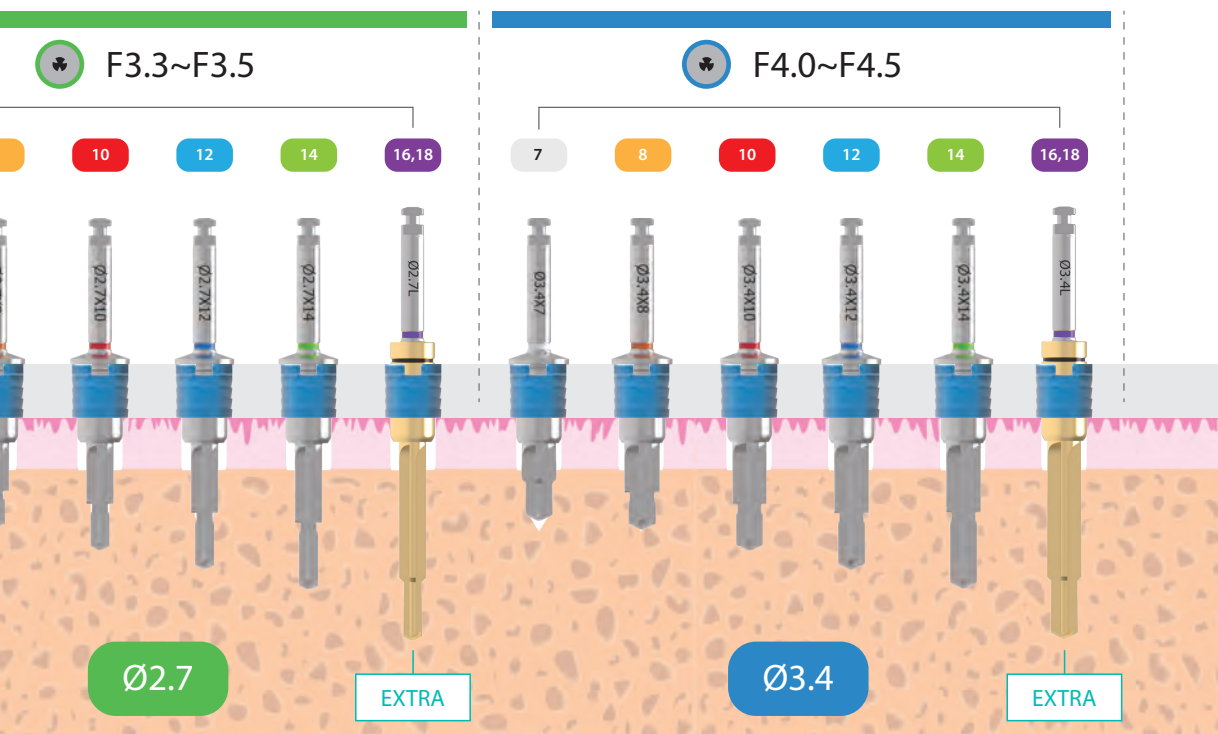 F3.3~F3.5
F4.0~F4.5
10
12
14
16,18
7
8
10
12
14
16,18
Ø2.7X10
Ø2.7X12
Ø2.7X14
Ø2.7L
Ø3.4X7
Ø3.4X8
Ø3.4X10
Ø3.4X12
Ø3.4X14
Ø3.4L
Ø2.7
EXTRA
Ø3.4
EXTRA